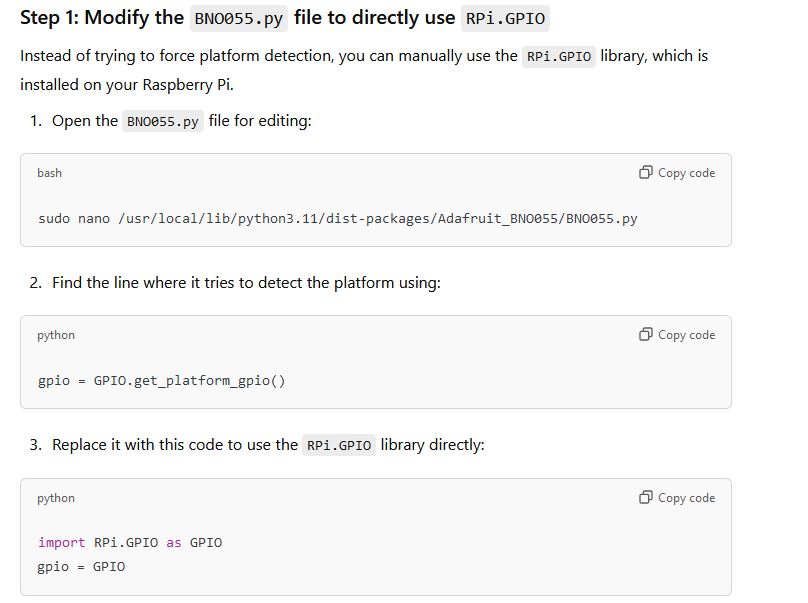 Step 1: Modify the BNO055.py file to directly use RPi.GPIO
Instead of trying to force platform detection, you can manually use the RPi.GPIO library, which is
installed on your Raspberry Pi.
1. Open the BNO055.py file for editing:
bash
Copy code
sudo nano /usr/local/lib/python3.11/dist-packages/Adafruit_BNO055/BNO055.py
2. Find the line where it tries to detect the platform using:
python
Copy code
gpio = GPIO.get_platform_gpio()
3. Replace it with this code to use the RPi.GPIO library directly:
python
Copy code
import RPi.GPIO as GPIO
gpio = GPIO